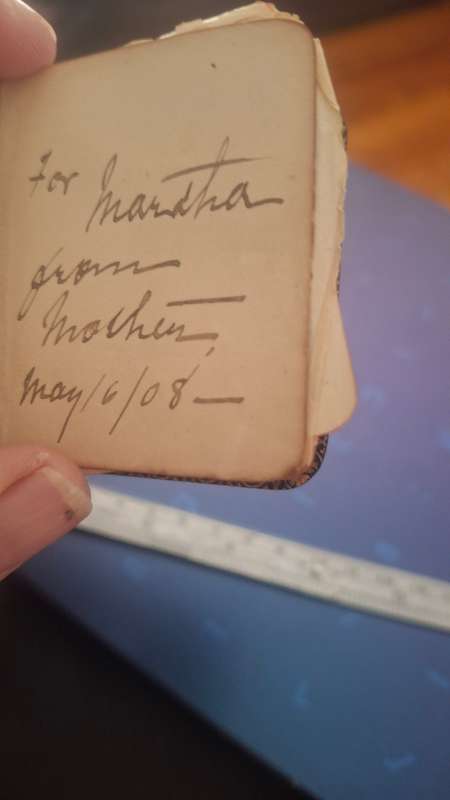 For Martha
from
Mother,
May/6/08—